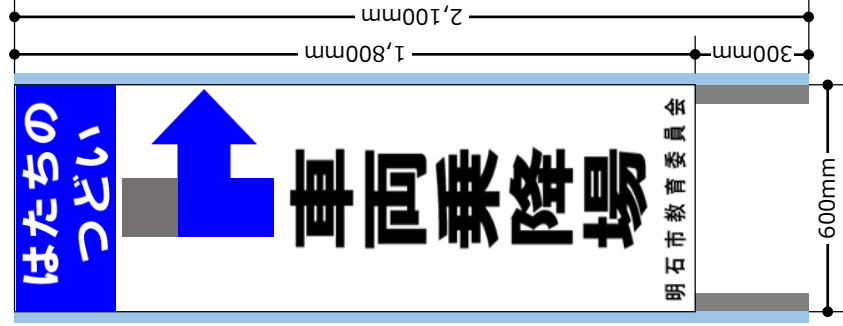 はたちの
つどい
車両乗降場
明石市教育委員会
2,100mm
1,800mm
300mm
600mm